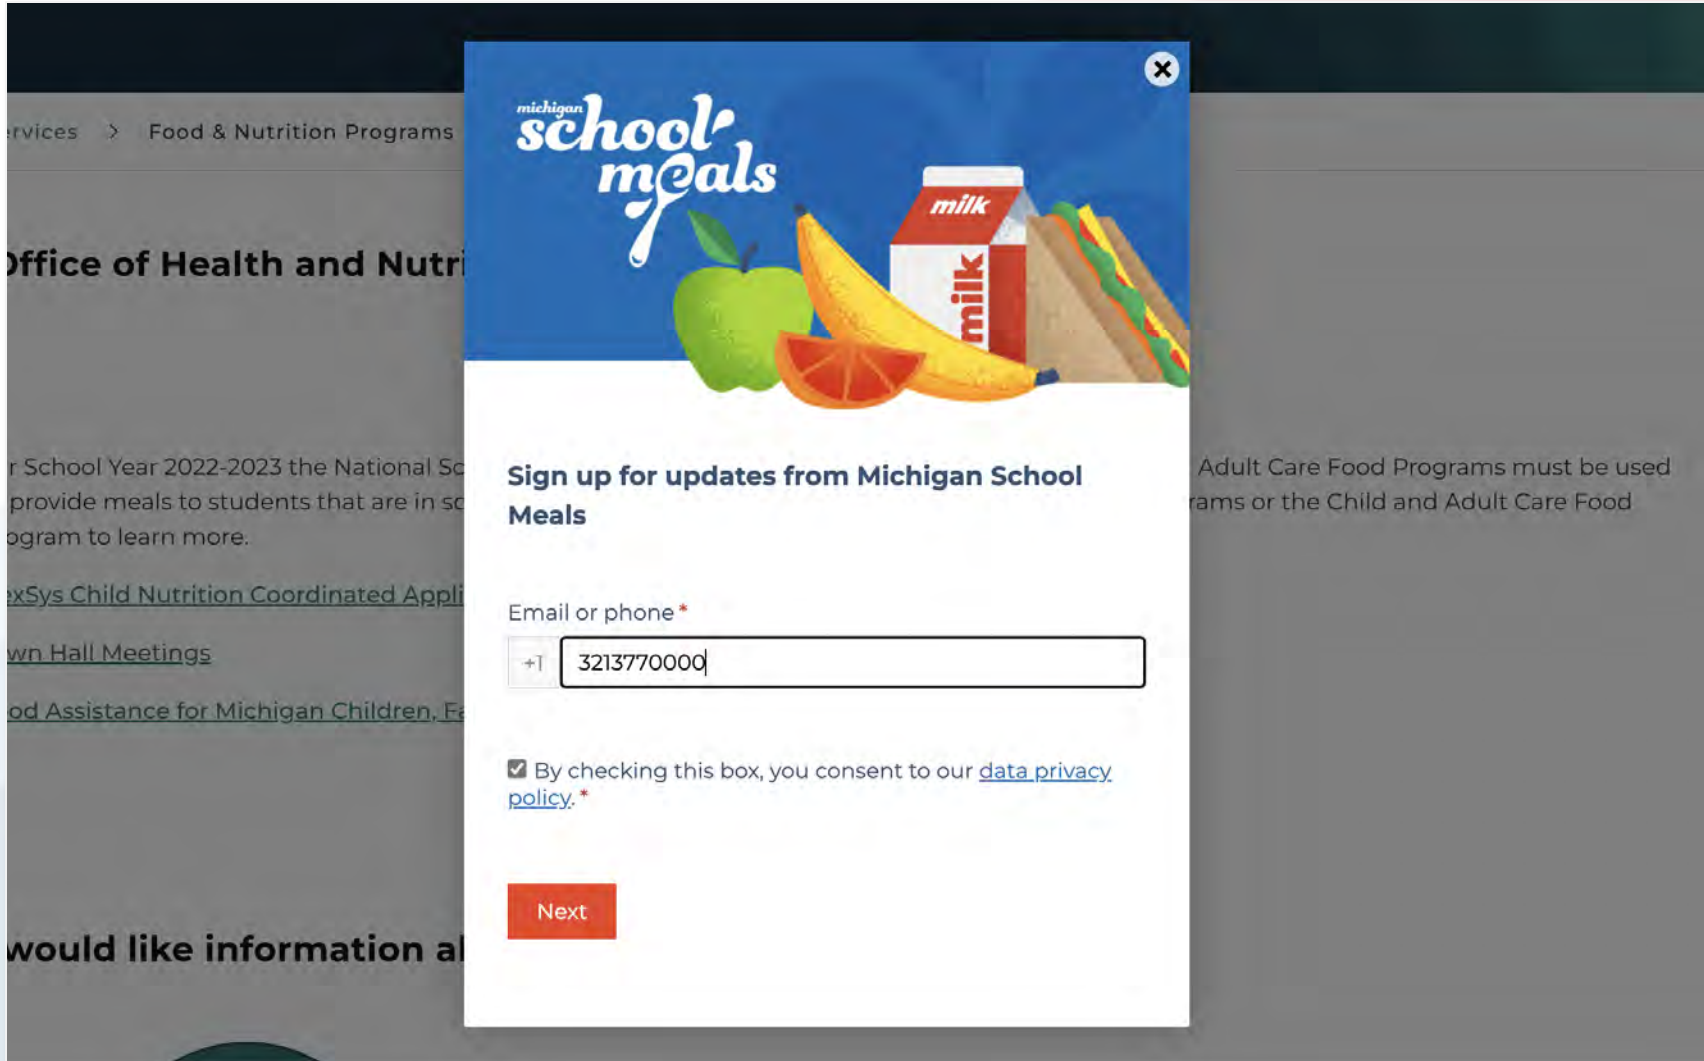 ervices > Food & Nutrition Programs
michigan
school
meals
milk
milk
Office of Health and Nutri
r School Year 2022-2023 the National Sc
Adult Care Food Programs must be used
provide meals to students that are in sc
rams or the Child and Adult Care Food
ogram to learn more.
exSys Child Nutrition Coordinated Appli
wn Hall Meetings
od Assistance for Michigan Children, Fa
would like information al
Sign up for updates from Michigan School
Meals
Email or phone *
+1 3213770000
By checking this box, you consent to our data privacy
policy. *
Next